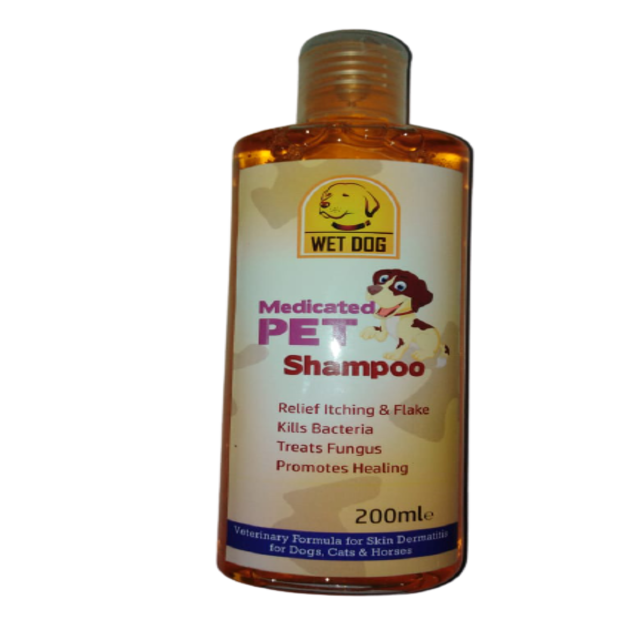 WET DOG
Medicated
PET
Shampoo
Relief Itching & Flake
Kills Bacteria
Treats Fungus
Promotes Healing
200ml℮
Veterinary Formula for Skin Dermatitis
for Dogs, Cats & Horses